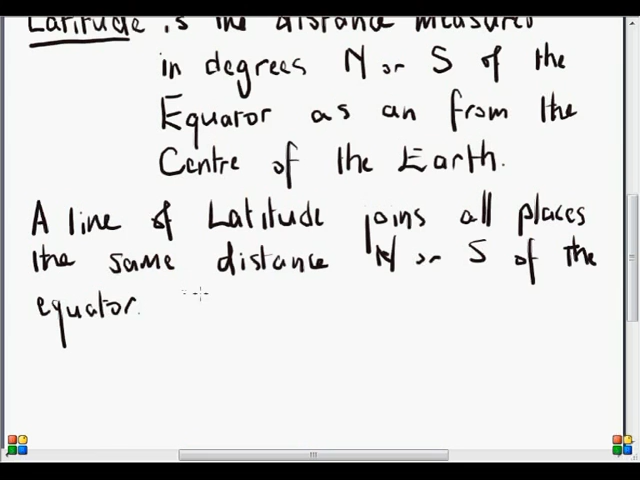 Latitude is the distance measured
in degrees N or S of the
Equator as an from the
Centre of the Earth.
A line of Latitude joins all places
the same distance N or S of the
equator.